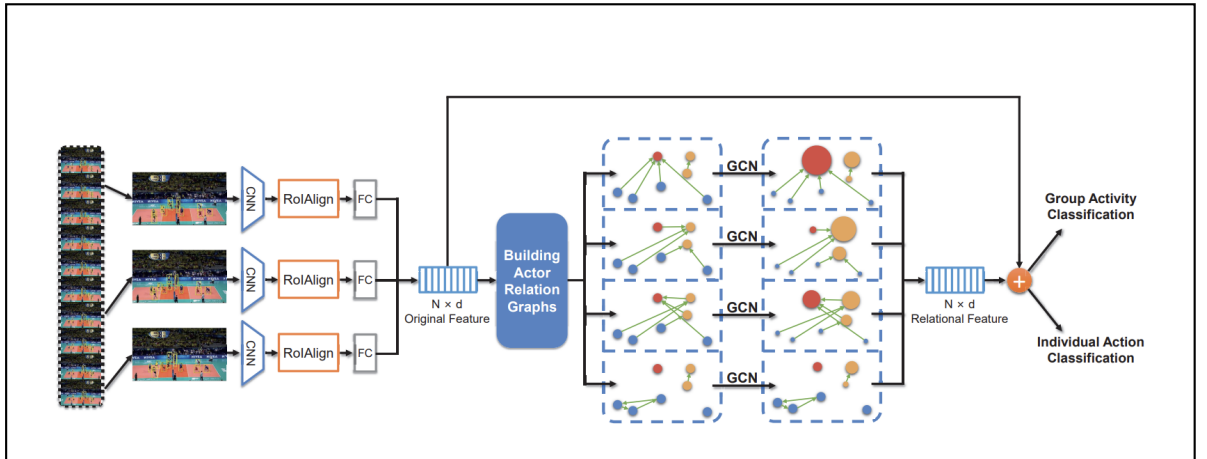 CNN
RoIAlign
FC
CNN
RoIAlign
FC
CNN
RoIAlign
FC
N × d
Original Feature
Building
Actor
Relation
Graphs
GCN
GCN
GCN
GCN
N × d
Relational Feature
+
Group Activity
Classification
Individual Action
Classification